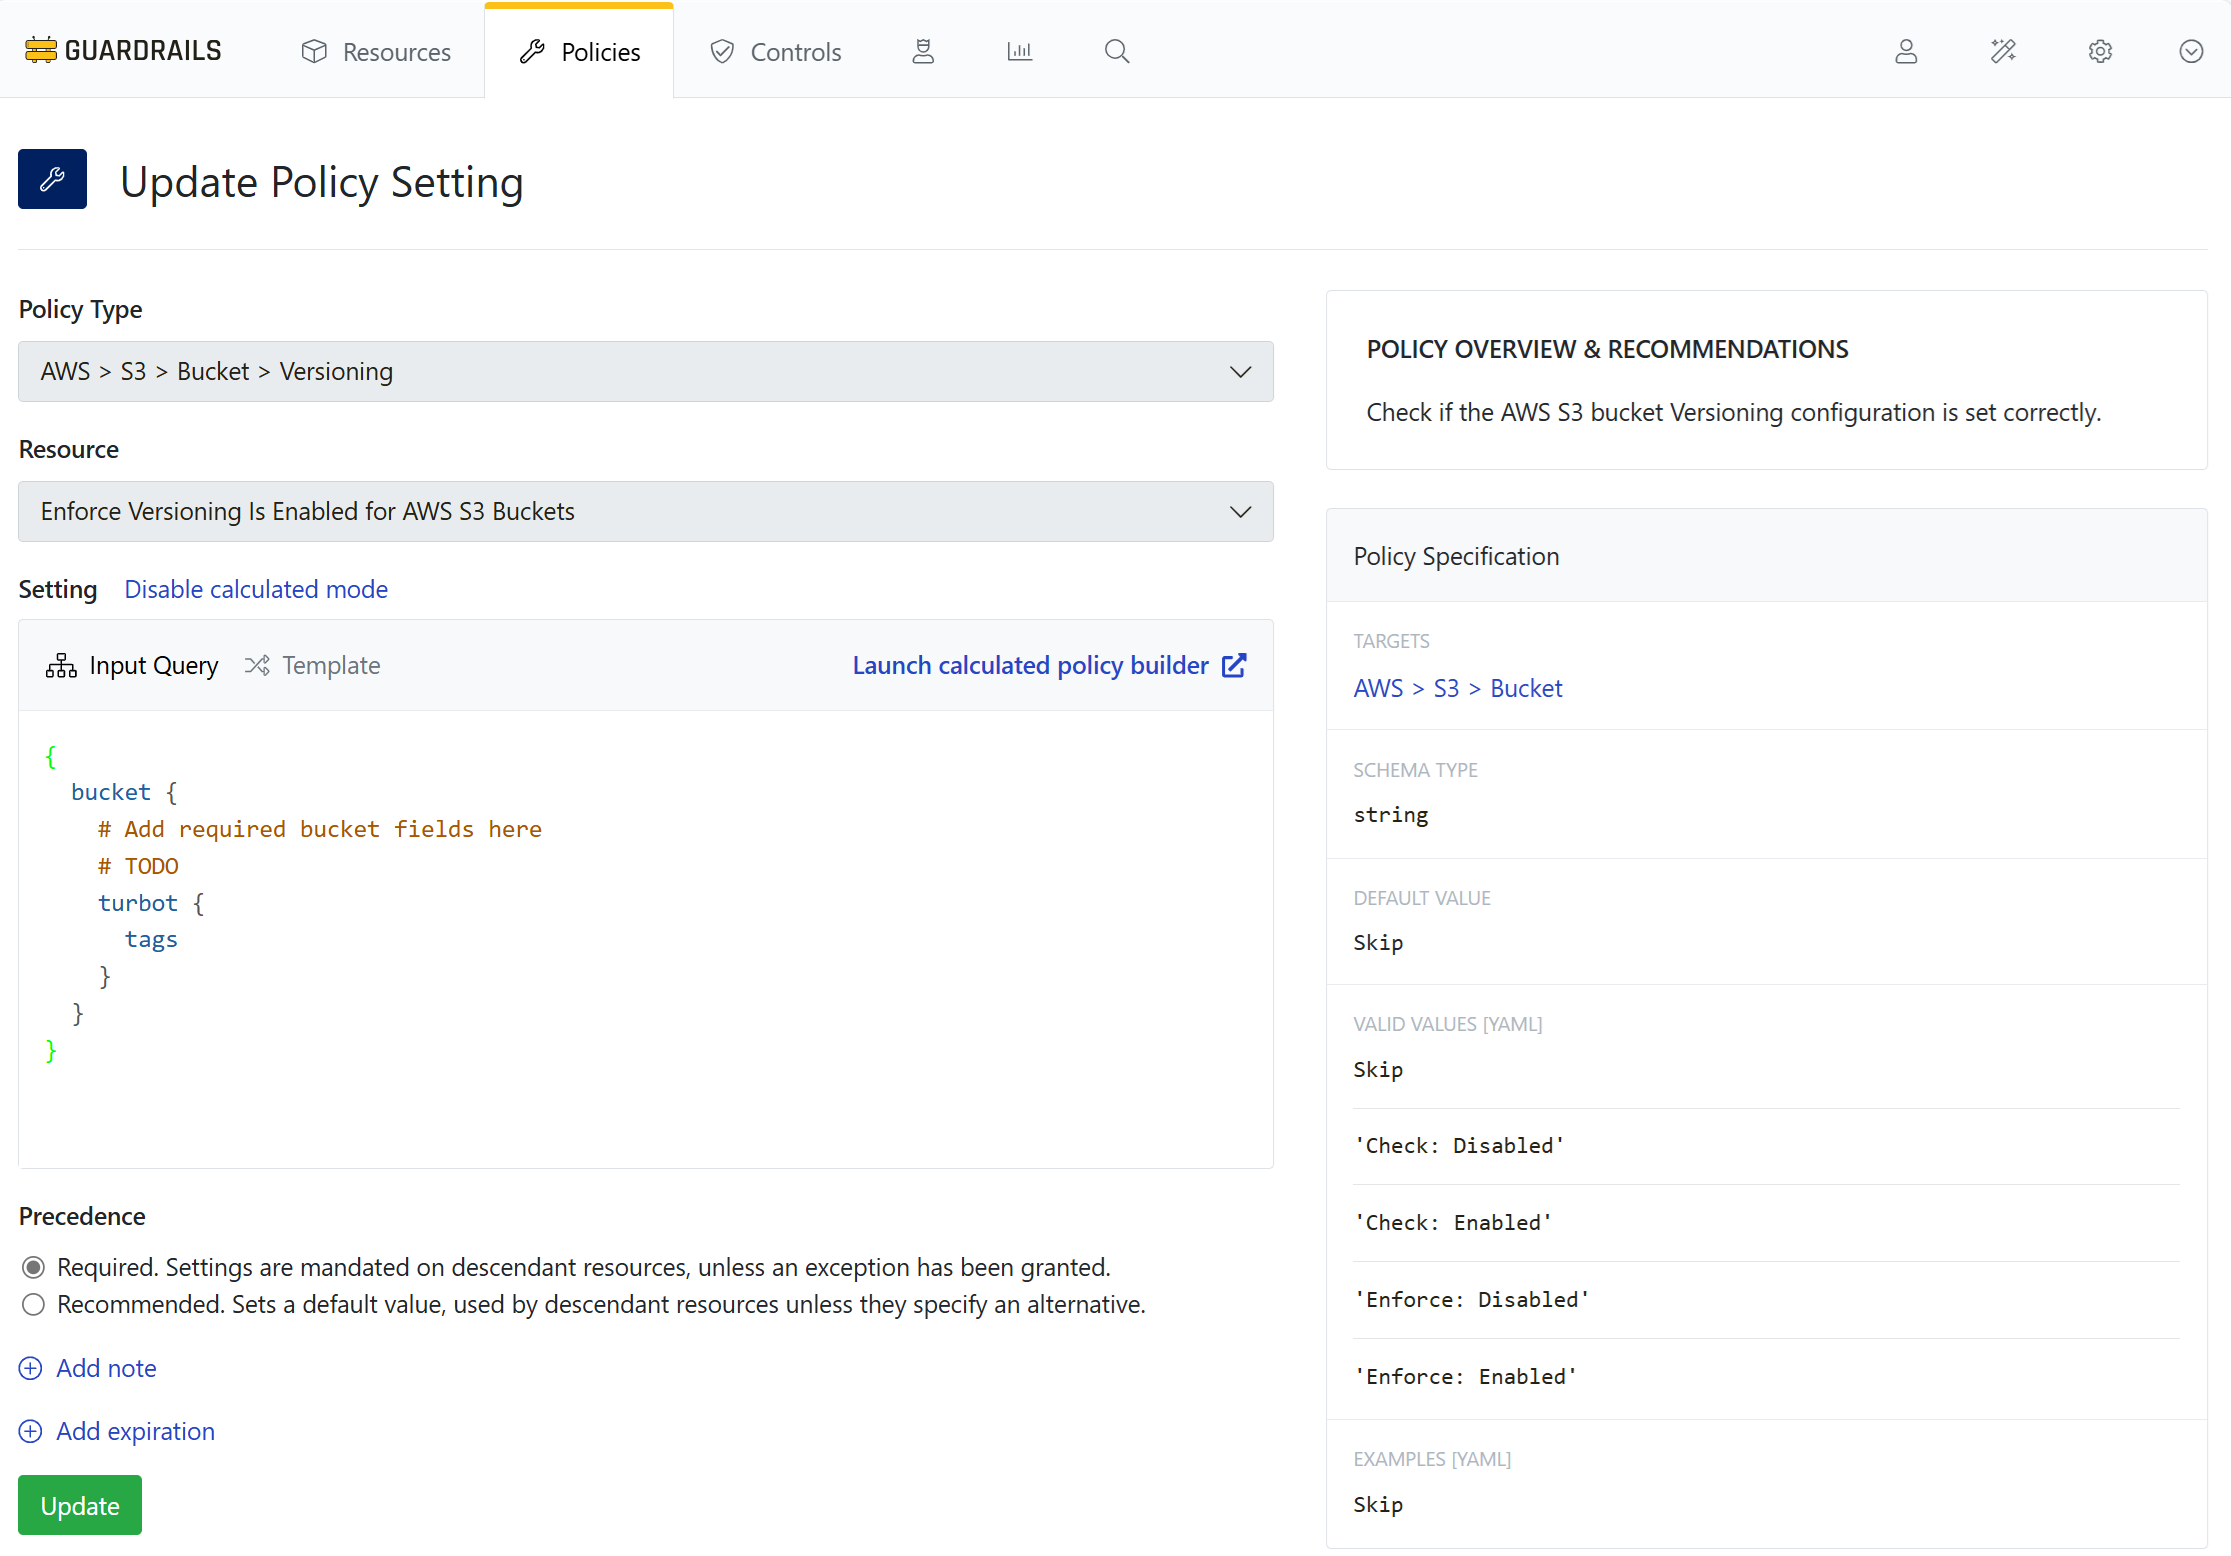 GUARDRAILS
Resources
Policies
Controls
Update Policy Setting
Policy Type
AWS > S3 > Bucket > Versioning
Resource
Enforce Versioning Is Enabled for AWS S3 Buckets
Setting Disable calculated mode
Input Query Template Launch calculated policy builder
{
  bucket {
    # Add required bucket fields here
    # TODO
    turbot {
      tags
    }
  }
}
Precedence
Required. Settings are mandated on descendant resources, unless an exception has been granted.
Recommended. Sets a default value, used by descendant resources unless they specify an alternative.
Add note
Add expiration
Update
POLICY OVERVIEW & RECOMMENDATIONS
Check if the AWS S3 bucket Versioning configuration is set correctly.
Policy Specification
TARGETS
AWS > S3 > Bucket
SCHEMA TYPE
string
DEFAULT VALUE
Skip
VALID VALUES [YAML]
Skip
'Check: Disabled'
'Check: Enabled'
'Enforce: Disabled'
'Enforce: Enabled'
EXAMPLES [YAML]
Skip